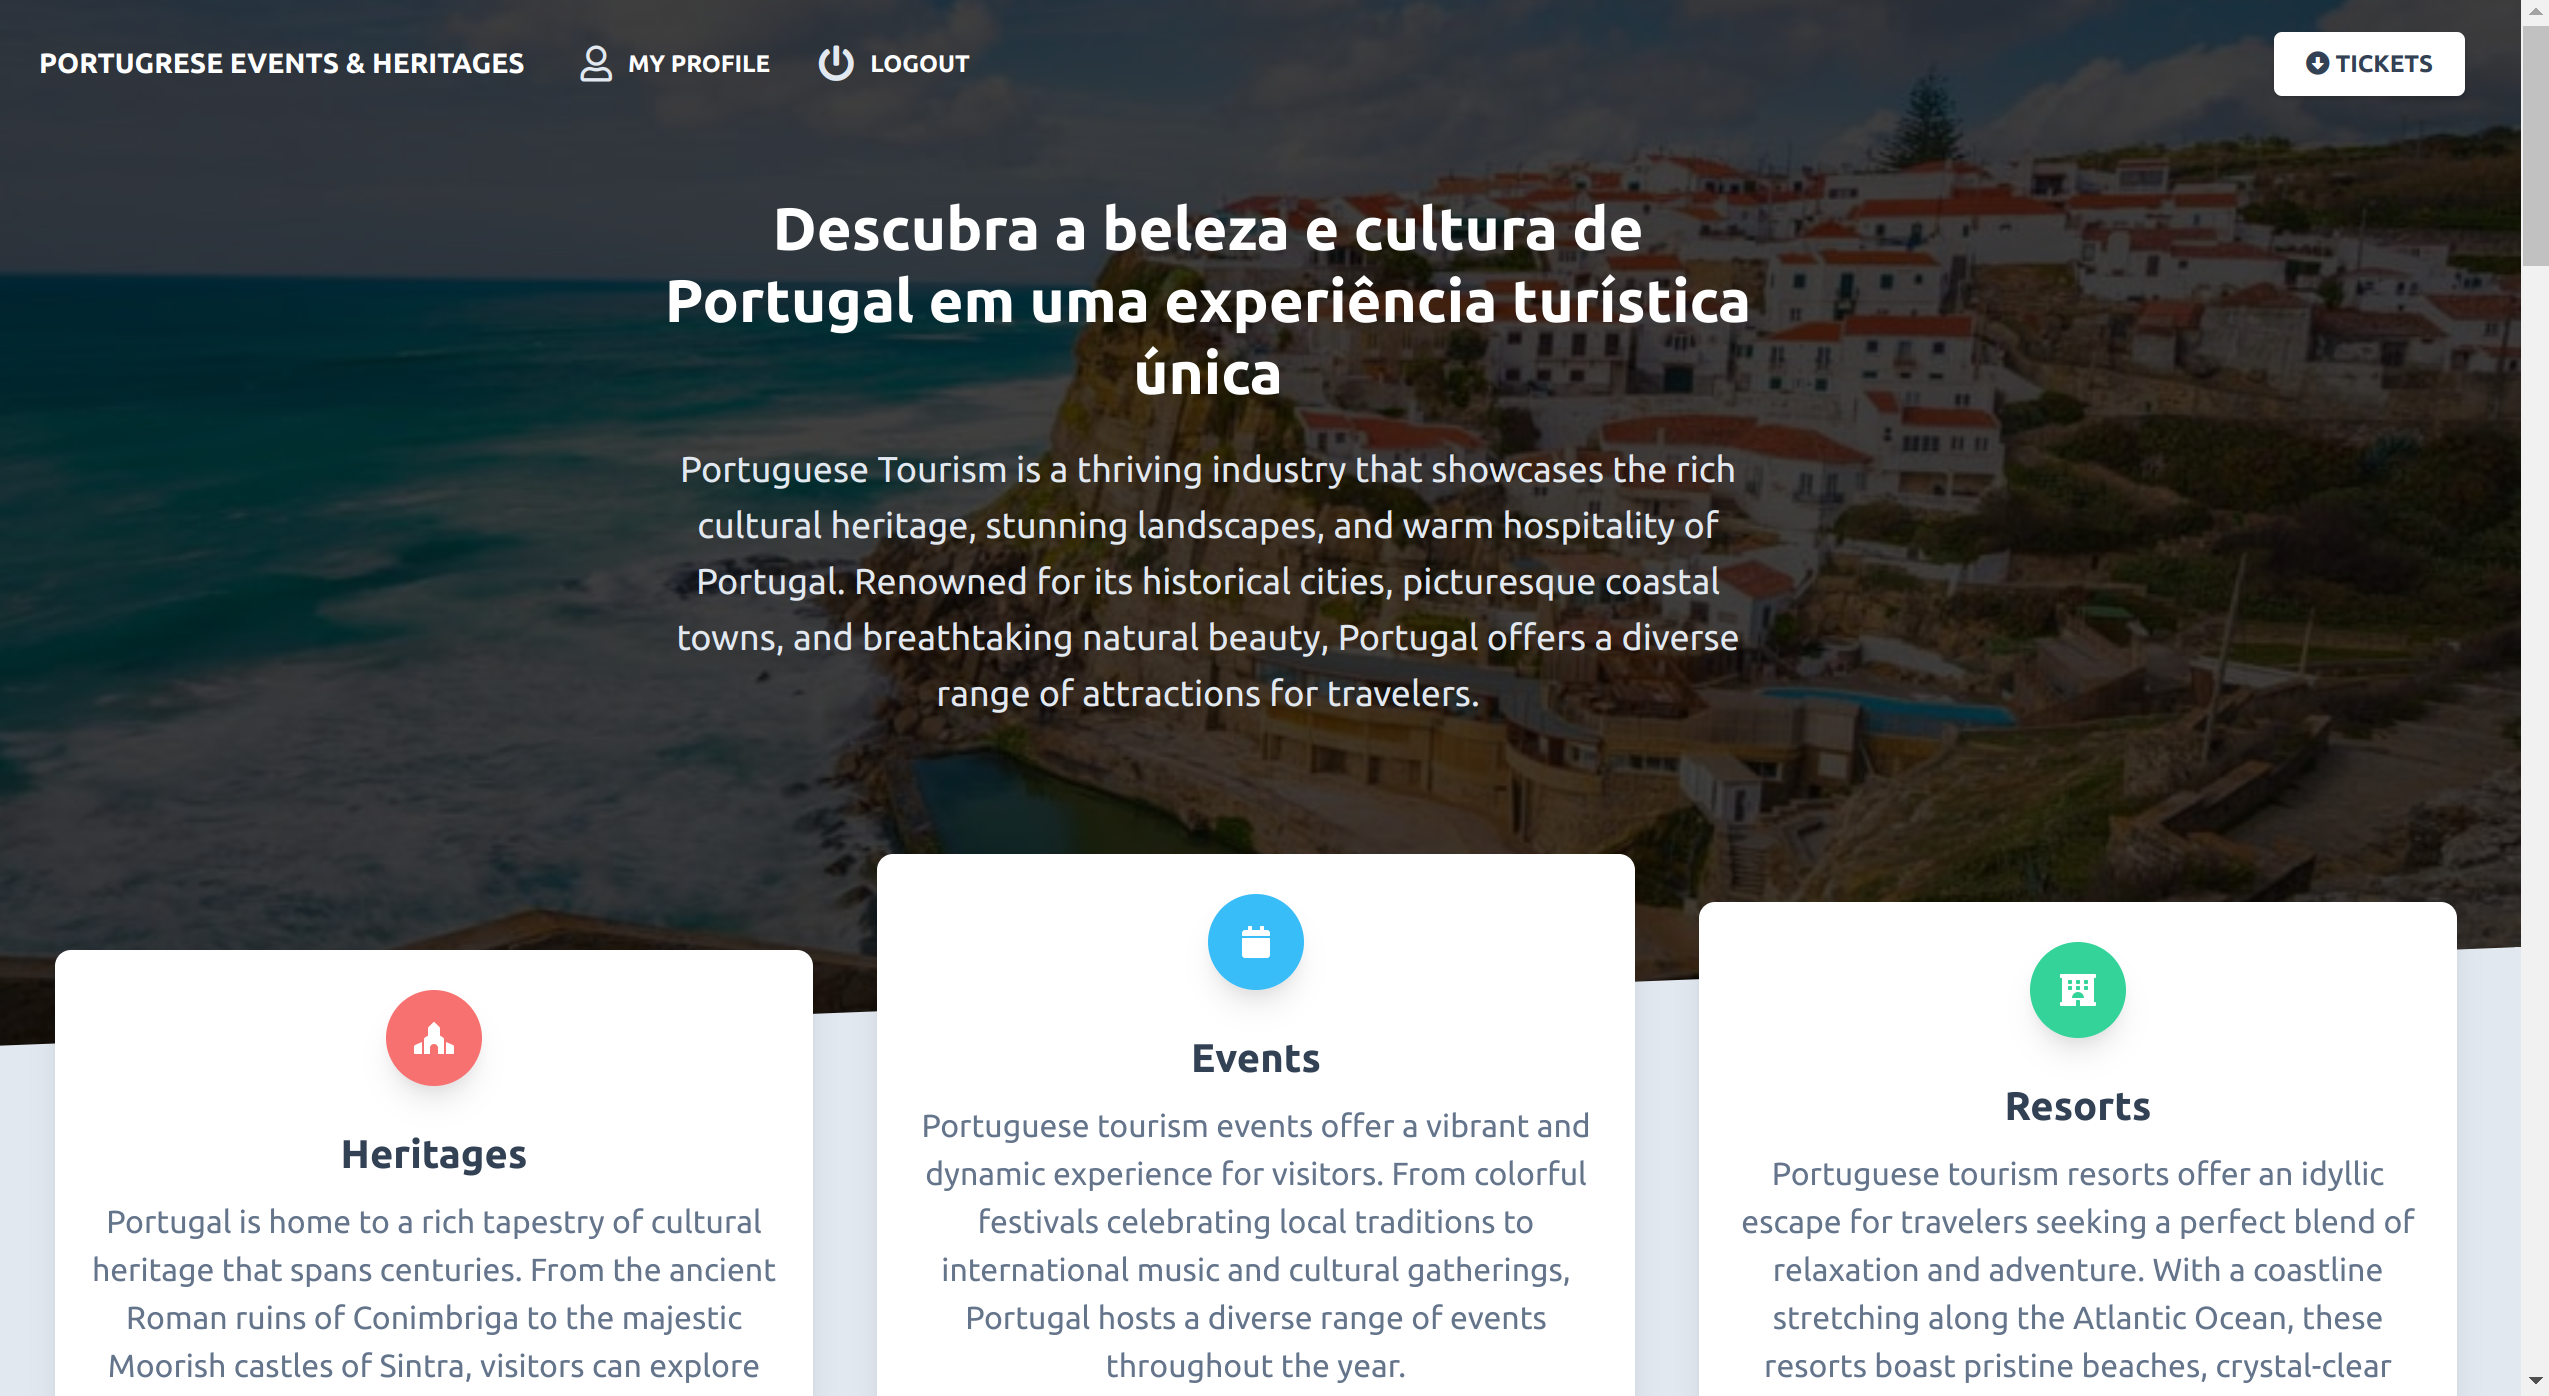 PORTUGRESE EVENTS & HERITAGES
MY PROFILE
LOGOUT
TICKETS
Descubra a beleza e cultura de
Portugal em uma experiência turística
única
Portuguese Tourism is a thriving industry that showcases the rich
cultural heritage, stunning landscapes, and warm hospitality of
Portugal. Renowned for its historical cities, picturesque coastal
towns, and breathtaking natural beauty, Portugal offers a diverse
range of attractions for travelers.
Heritages
Portugal is home to a rich tapestry of cultural
heritage that spans centuries. From the ancient
Roman ruins of Conimbriga to the majestic
Moorish castles of Sintra, visitors can explore
Events
Portuguese tourism events offer a vibrant and
dynamic experience for visitors. From colorful
festivals celebrating local traditions to
international music and cultural gatherings,
Portugal hosts a diverse range of events
throughout the year.
Resorts
Portuguese tourism resorts offer an idyllic
escape for travelers seeking a perfect blend of
relaxation and adventure. With a coastline
stretching along the Atlantic Ocean, these
resorts boast pristine beaches, crystal-clear